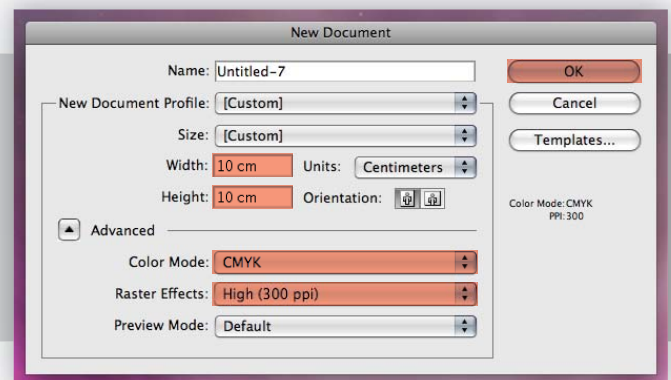 New Document
Name: Untitled-7
OK
New Document Profile: [Custom]
Cancel
Size: [Custom]
Templates...
Width: 10 cm Units: Centimeters
Height: 10 cm Orientation:
Color Mode: CMYK
PPI: 300
Advanced
Color Mode: CMYK
Raster Effects: High (300 ppi)
Preview Mode: Default